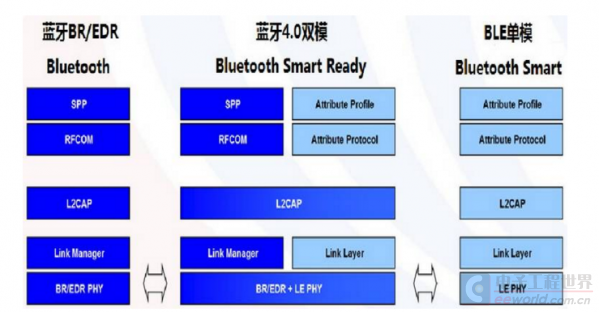 蓝牙BR/EDR
Bluetooth
蓝牙4.0双模
Bluetooth Smart Ready
BLE单模
Bluetooth Smart
SPP
SPP
Attribute Profile
Attribute Profile
RFCOM
RFCOM
Attribute Protocol
Attribute Protocol
L2CAP
L2CAP
L2CAP
Link Manager
Link Manager
Link Layer
Link Layer
BR/EDR PHY
BR/EDR + LE PHY
LE PHY
电子工程世界
eeworld.com.cn